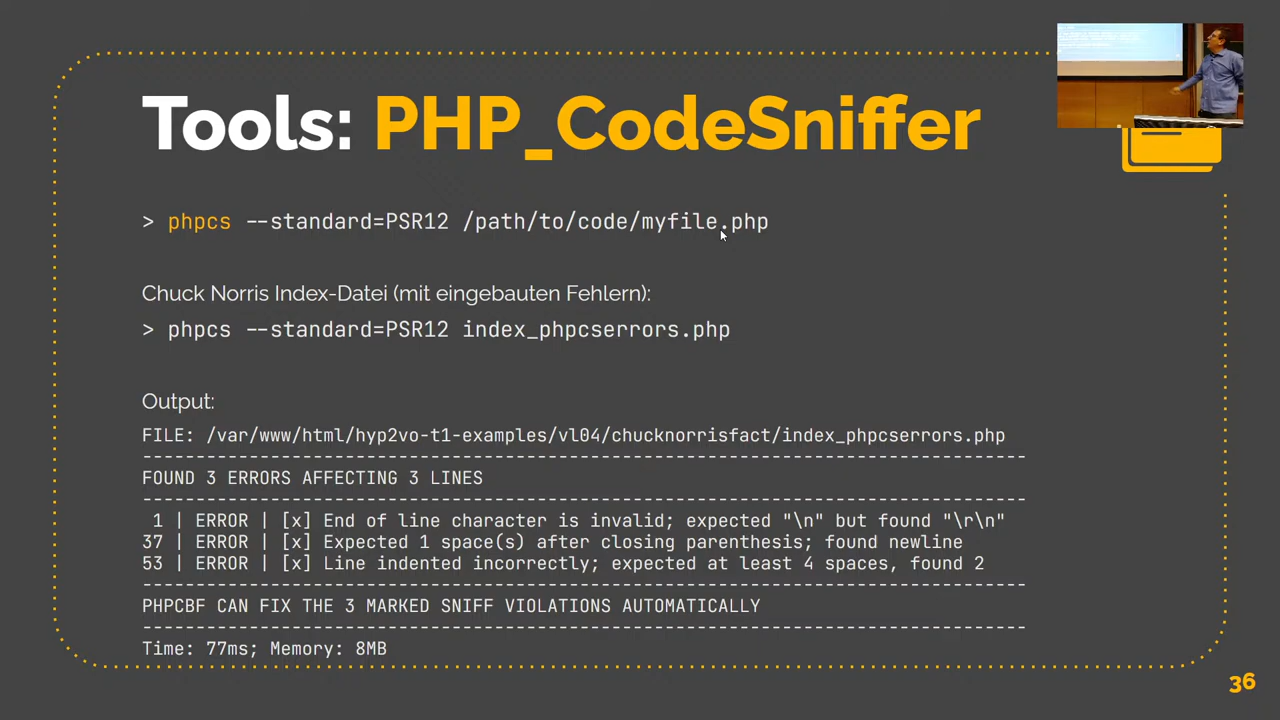 Tools: PHP_CodeSniffer
> phpcs --standard=PSR12 /path/to/code/myfile.php
Chuck Norris Index-Datei (mit eingebauten Fehlern):
> phpcs --standard=PSR12 index_phpcserrors.php
Output:
FILE: /var/www/html/hyp2vo-t1-examples/vl04/chucknorrisfact/index_phpcserrors.php
-----------------------------------------------------------------------------------
FOUND 3 ERRORS AFFECTING 3 LINES
-----------------------------------------------------------------------------------
1 | ERROR | [x] End of line character is invalid; expected "\n" but found "\r\n"
37 | ERROR | [x] Expected 1 space(s) after closing parenthesis; found newline
53 | ERROR | [x] Line indented incorrectly; expected at least 4 spaces, found 2
-----------------------------------------------------------------------------------
PHPCBF CAN FIX THE 3 MARKED SNIFF VIOLATIONS AUTOMATICALLY
-----------------------------------------------------------------------------------
Time: 77ms; Memory: 8MB
36